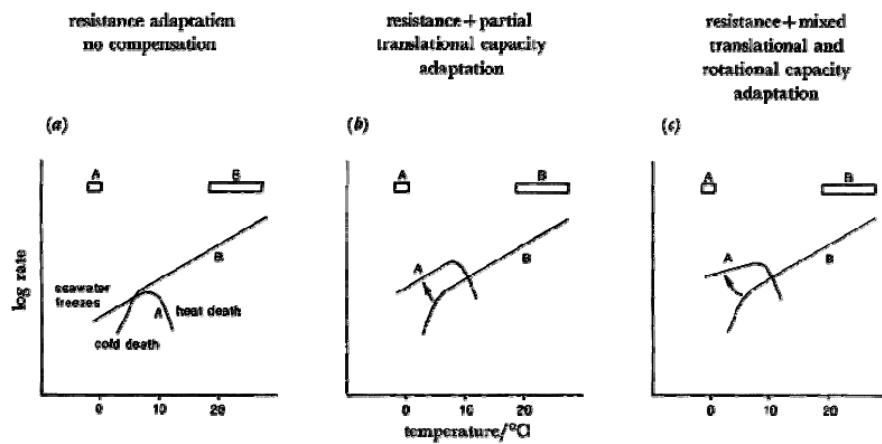 resistance adaptation
no compensation
resistance+partial
translational capacity
adaptation
resistance+mixed
translational and
rotational capacity
adaptation
(a)
(b)
(c)
A
B
A
B
A
B
log rate
B
A
B
A
B
seawater
freezes
A
heat death
cold death
0
10
20
0
10
20
0
10
20
temperature/°C